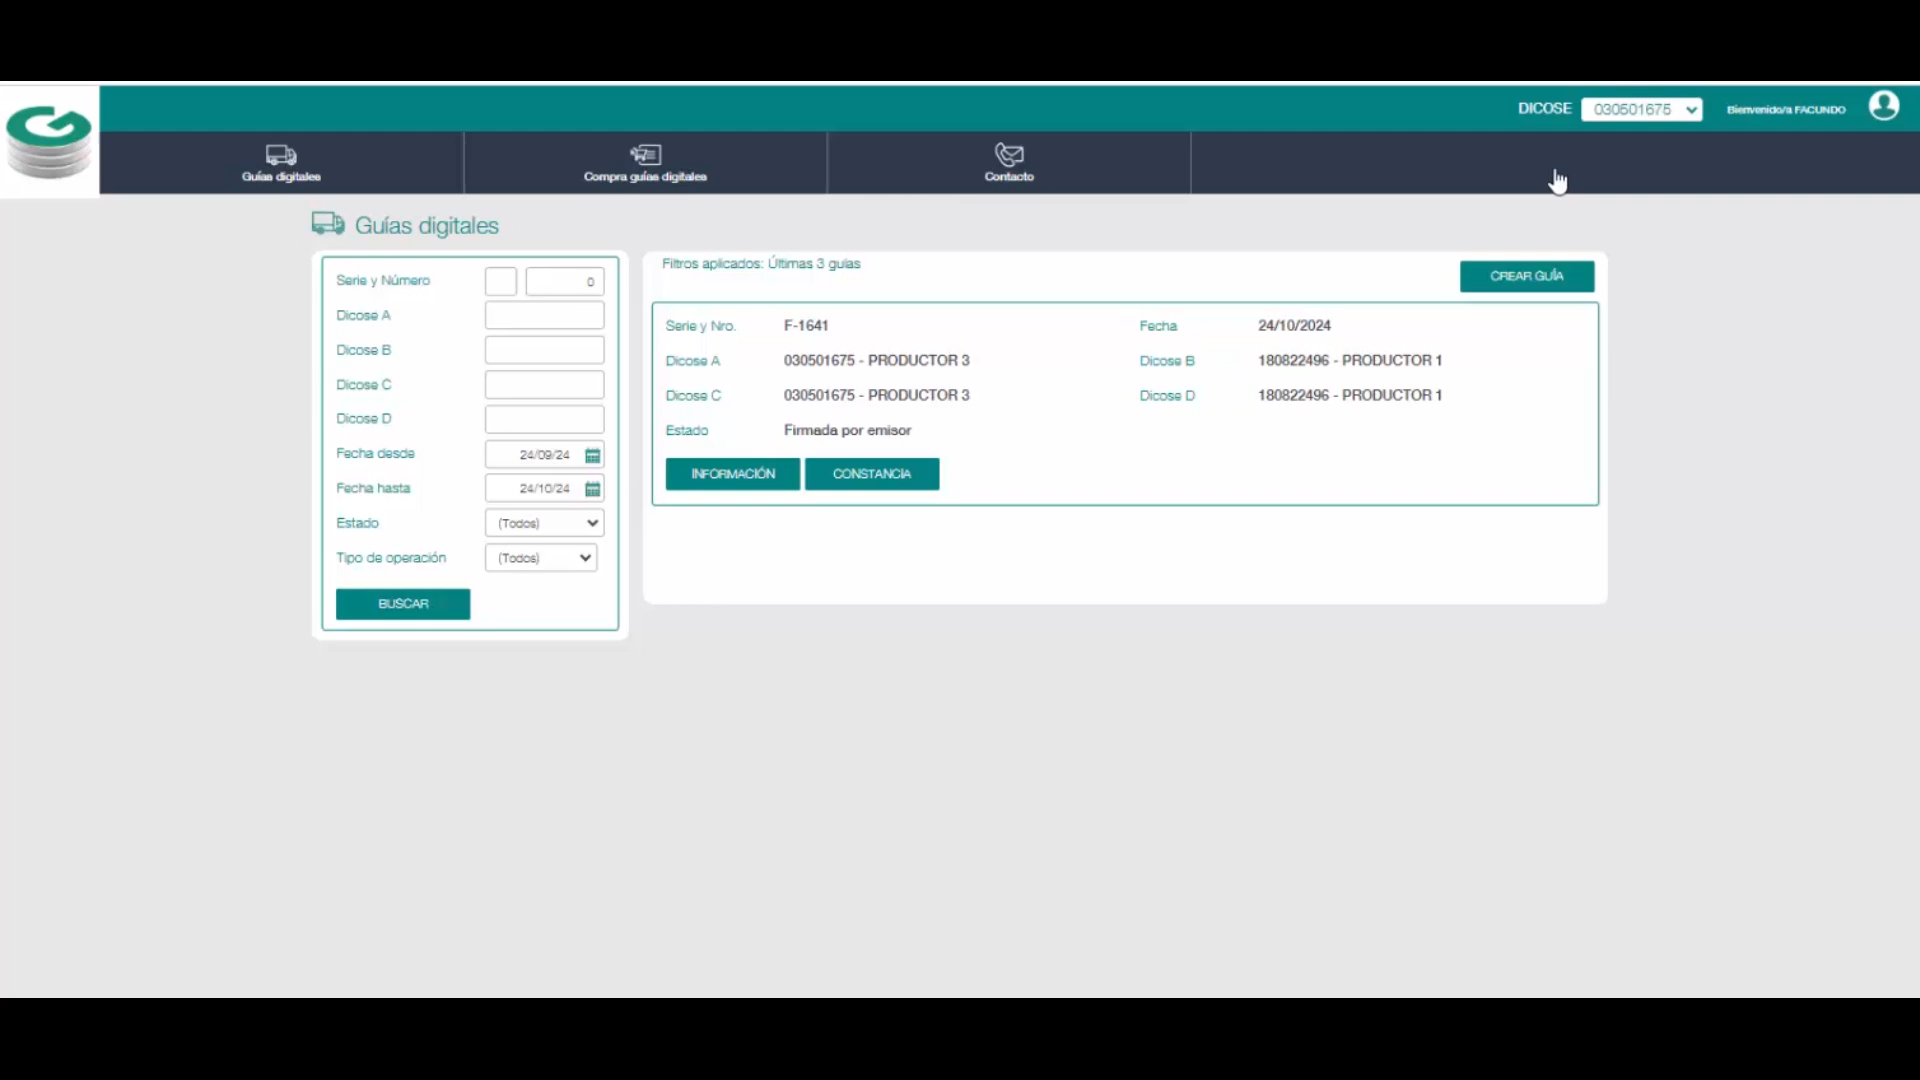 DICOSE 030501675 Bienvenido/a FACUNDO
Guías digitales Compra guías digitales Contacto
Guías digitales
Serie y Número 0
Dicose A
Dicose B
Dicose C
Dicose D
Fecha desde 24/09/24
Fecha hasta 24/10/24
Estado (Todos)
Tipo de operación (Todos)
BUSCAR
Filtros aplicados: Últimas 3 guías
CREAR GUÍA
Serie y Nro. F-1641 Fecha 24/10/2024
Dicose A 030501675 - PRODUCTOR 3 Dicose B 180822496 - PRODUCTOR 1
Dicose C 030501675 - PRODUCTOR 3 Dicose D 180822496 - PRODUCTOR 1
Estado Firmada por emisor
INFORMACIÓN CONSTANCIA